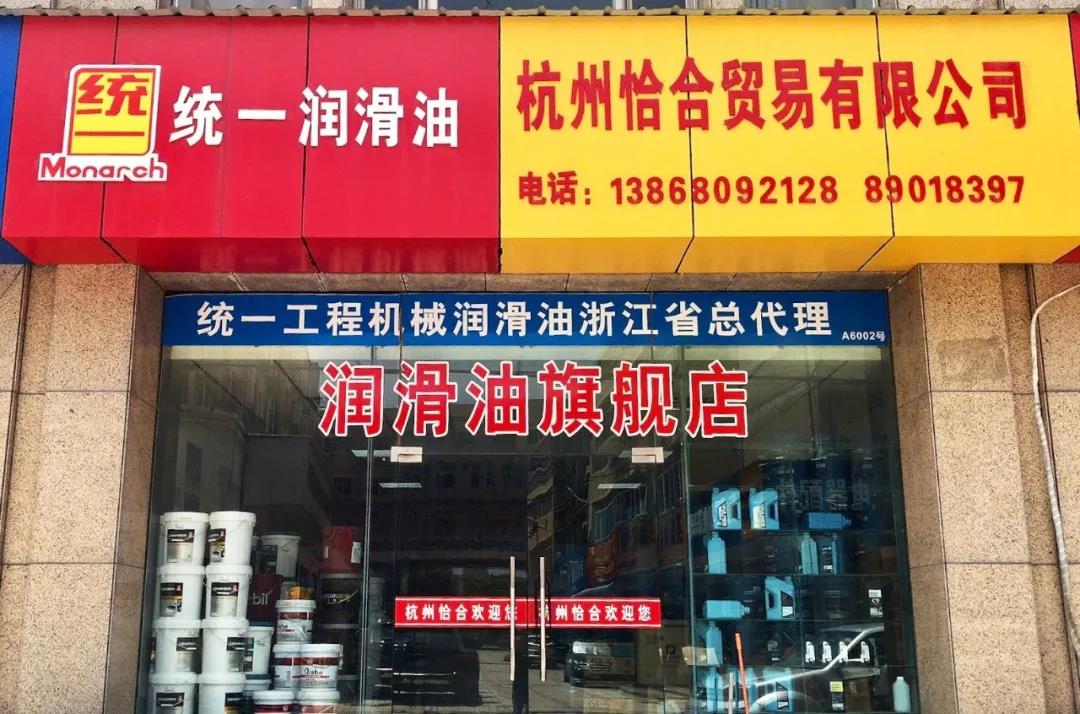 统一
Monarch
统一润滑油
杭州恰合贸易有限公司
电话：13868092128 89018397
统一工程机械润滑油浙江省总代理
A6002号
润滑油旗舰店
杭州恰合欢迎您
杭州恰合欢迎您